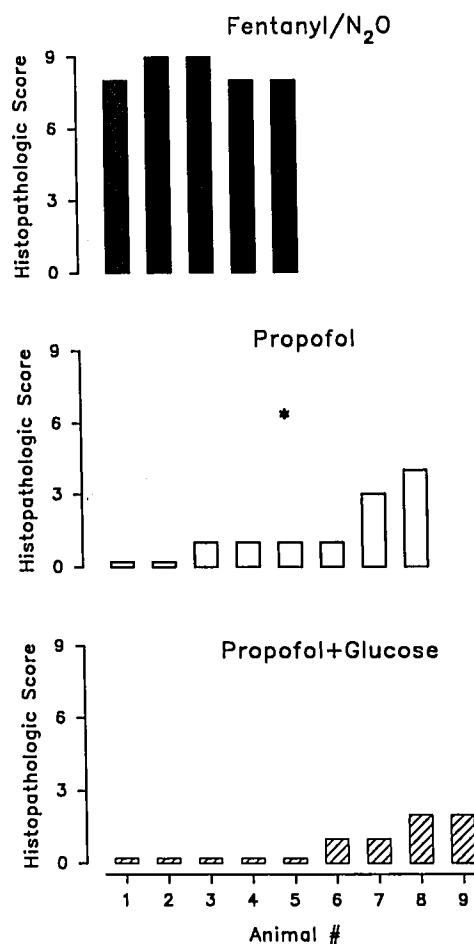 Fentanyl/N₂O
Histopathologic Score
9
6
3
0
Propofol
Histopathologic Score
9
6
3
0
*
Propofol+Glucose
Histopathologic Score
9
6
3
0
1 2 3 4 5 6 7 8 9
Animal #